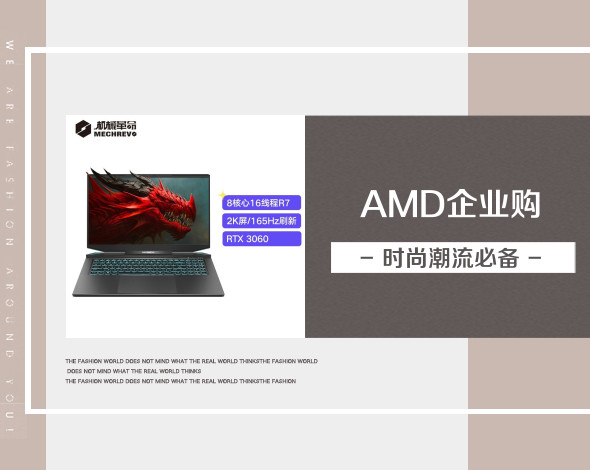 WE ARE FASHION AROUND YOU!
机械革命
MECHREVO
8核心16线程R7
2K屏/165Hz刷新
RTX 3060
AMD企业购
- 时尚潮流必备 -
THE FASHION WORLD DOES NOT MIND WHAT THE REAL WORLD THINKSTHE FASHION WORLD
DOES NOT MIND WHAT THE REAL WORLD THINKS
THE FASHION WORLD DOES NOT MIND WHAT THE REAL WORLD THINKSTHE FASHION